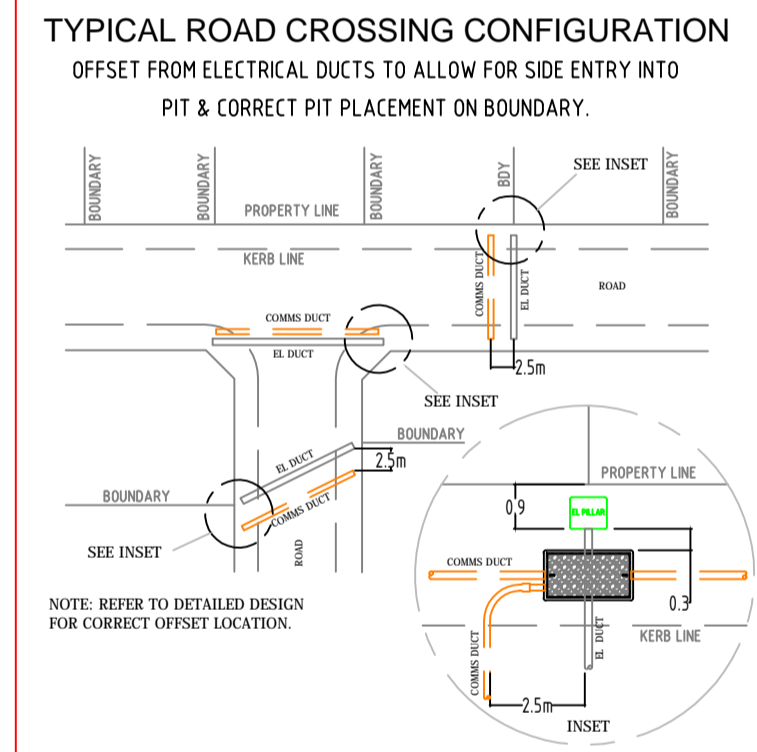 TYPICAL ROAD CROSSING CONFIGURATION
OFFSET FROM ELECTRICAL DUCTS TO ALLOW FOR SIDE ENTRY INTO
PIT & CORRECT PIT PLACEMENT ON BOUNDARY.
BOUNDARY
BOUNDARY
BOUNDARY
BDY
SEE INSET
BOUNDARY
PROPERTY LINE
KERB LINE
COMMS DUCT
EL DUCT
ROAD
COMMS DUCT
EL DUCT
2.5m
SEE INSET
BOUNDARY
EL DUCT
2.5m
BOUNDARY
COMMS DUCT
SEE INSET
ROAD
NOTE: REFER TO DETAILED DESIGN
FOR CORRECT OFFSET LOCATION.
PROPERTY LINE
0,9
EL PILLAR
COMMS DUCT
0.3
EL DUCT
KERB LINE
COMMS DUCT
2.5m
INSET